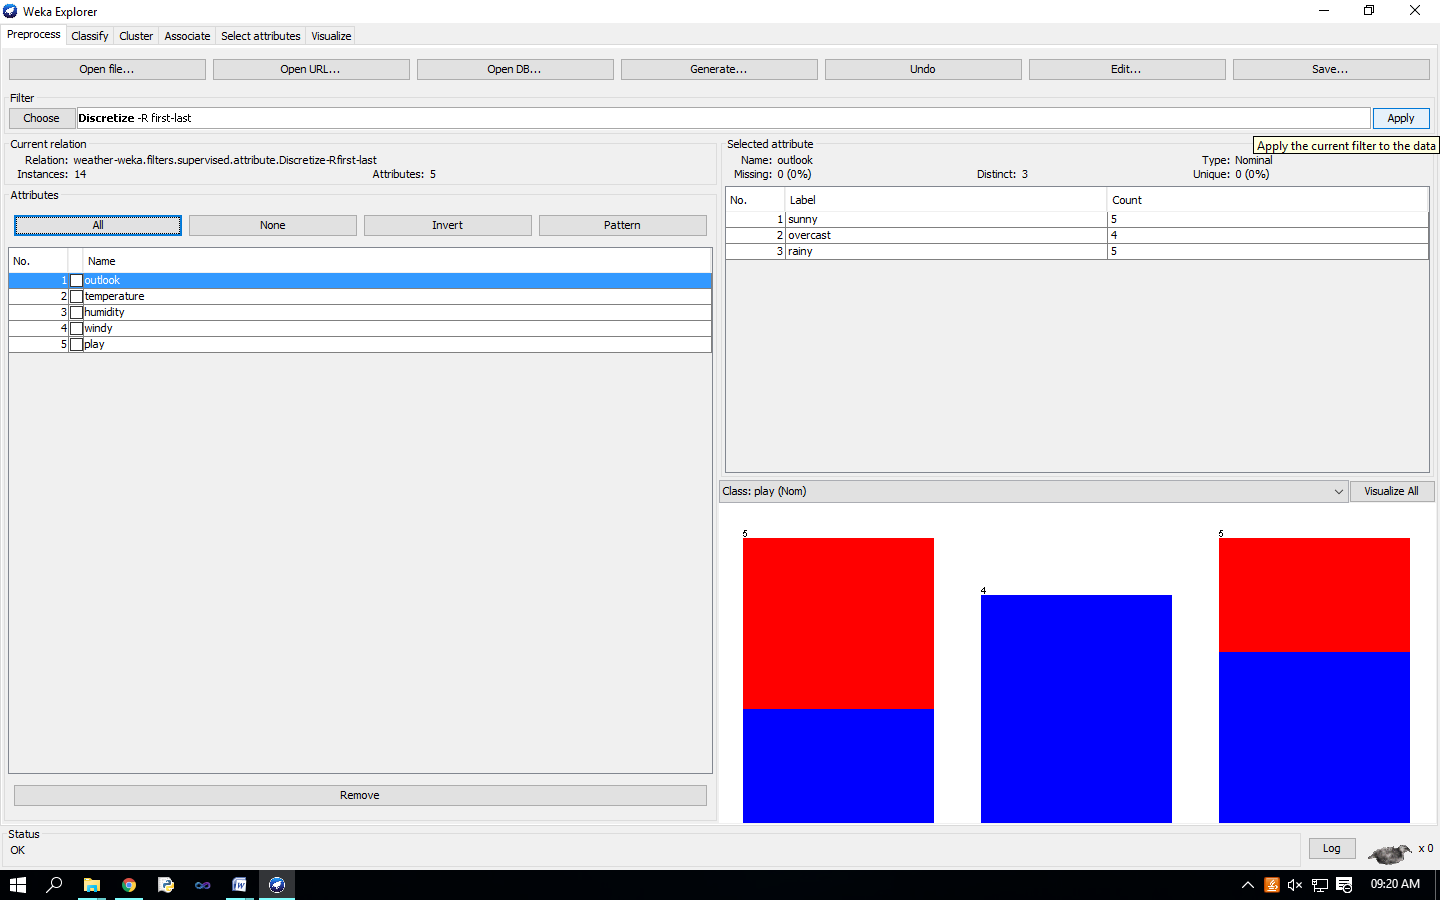 Weka Explorer
Preprocess Classify Cluster Associate Select attributes Visualize
Open file... Open URL... Open DB... Generate... Undo Edit... Save...
Filter
Choose Discretize -R first-last Apply
Apply the current filter to the data
Current relation
Relation: weather-weka.filters.supervised.attribute.Discretize-Rfirst-last
Instances: 14 Attributes: 5
Attributes
All None Invert Pattern
No. Name
1 outlook
2 temperature
3 humidity
4 windy
5 play
Remove
Selected attribute
Name: outlook Type: Nominal
Missing: 0 (0%) Distinct: 3 Unique: 0 (0%)
No. Label Count
1 sunny 5
2 overcast 4
3 rainy 5
Class: play (Nom) Visualize All
5 4 5
Status
OK
Log x 0
W 09:20 AM